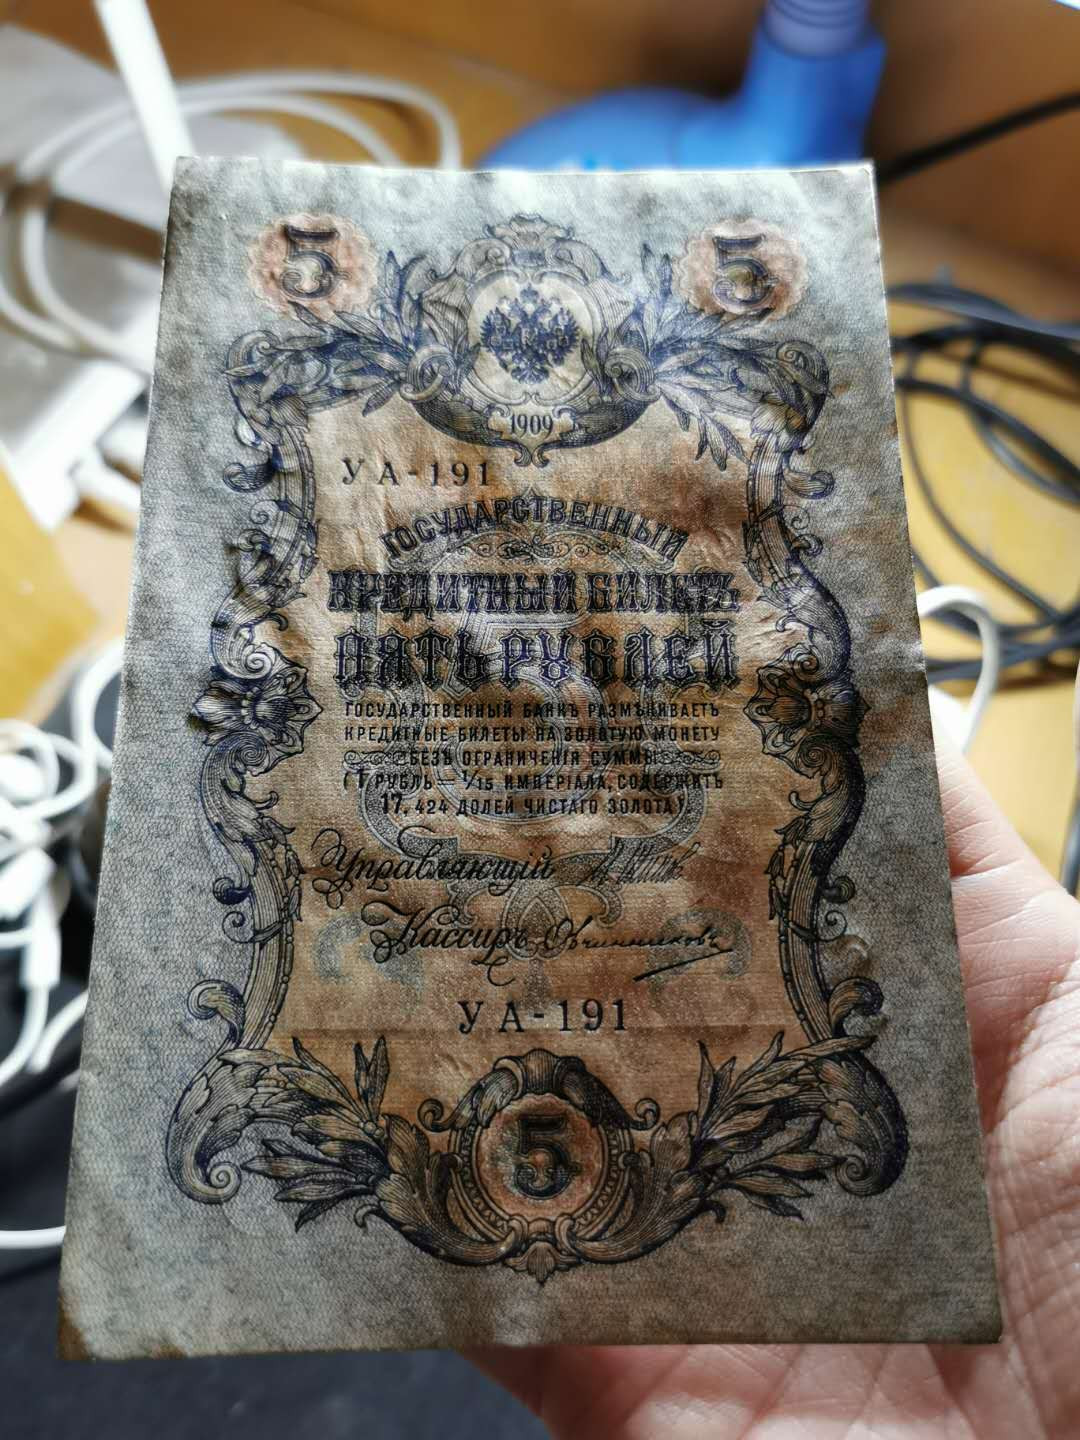 5 5
1909
УА-191
ГОСУДАРСТВЕННЫЙ
КРЕДИТНЫЙ БИЛЕТЪ
ПЯТЬ РУБЛЕЙ
ГОСУДАРСТВЕННЫЙ БАНКЪ РАЗМѢНИВАЕТЪ
КРЕДИТНЫЕ БИЛЕТЫ НА ЗОЛОТУЮ МОНЕТУ
БЕЗЪ ОГРАНИЧЕНІЯ СУММЫ
(1 РУБЛЬ — 1/15 ИМПЕРІАЛА, СОДЕРЖИТЪ
17,424 ДОЛЕЙ ЧИСТАГО ЗОЛОТА).
Управляющій
Кассиръ Овчинниковъ
УА-191
5